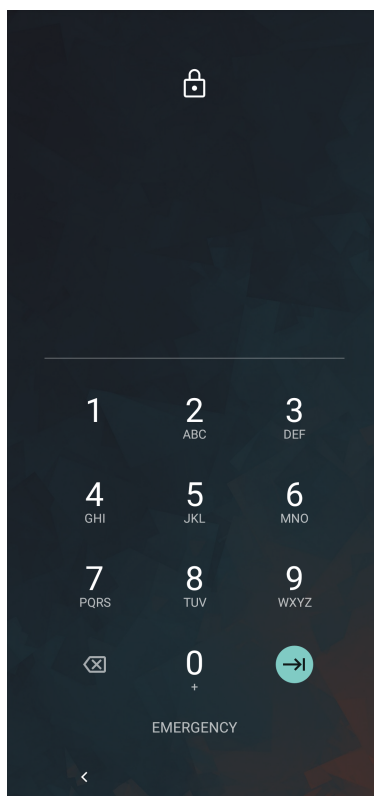 1 2 3
ABC DEF
4 5 6
GHI JKL MNO
7 8 9
PQRS TUV WXYZ
0
+
EMERGENCY